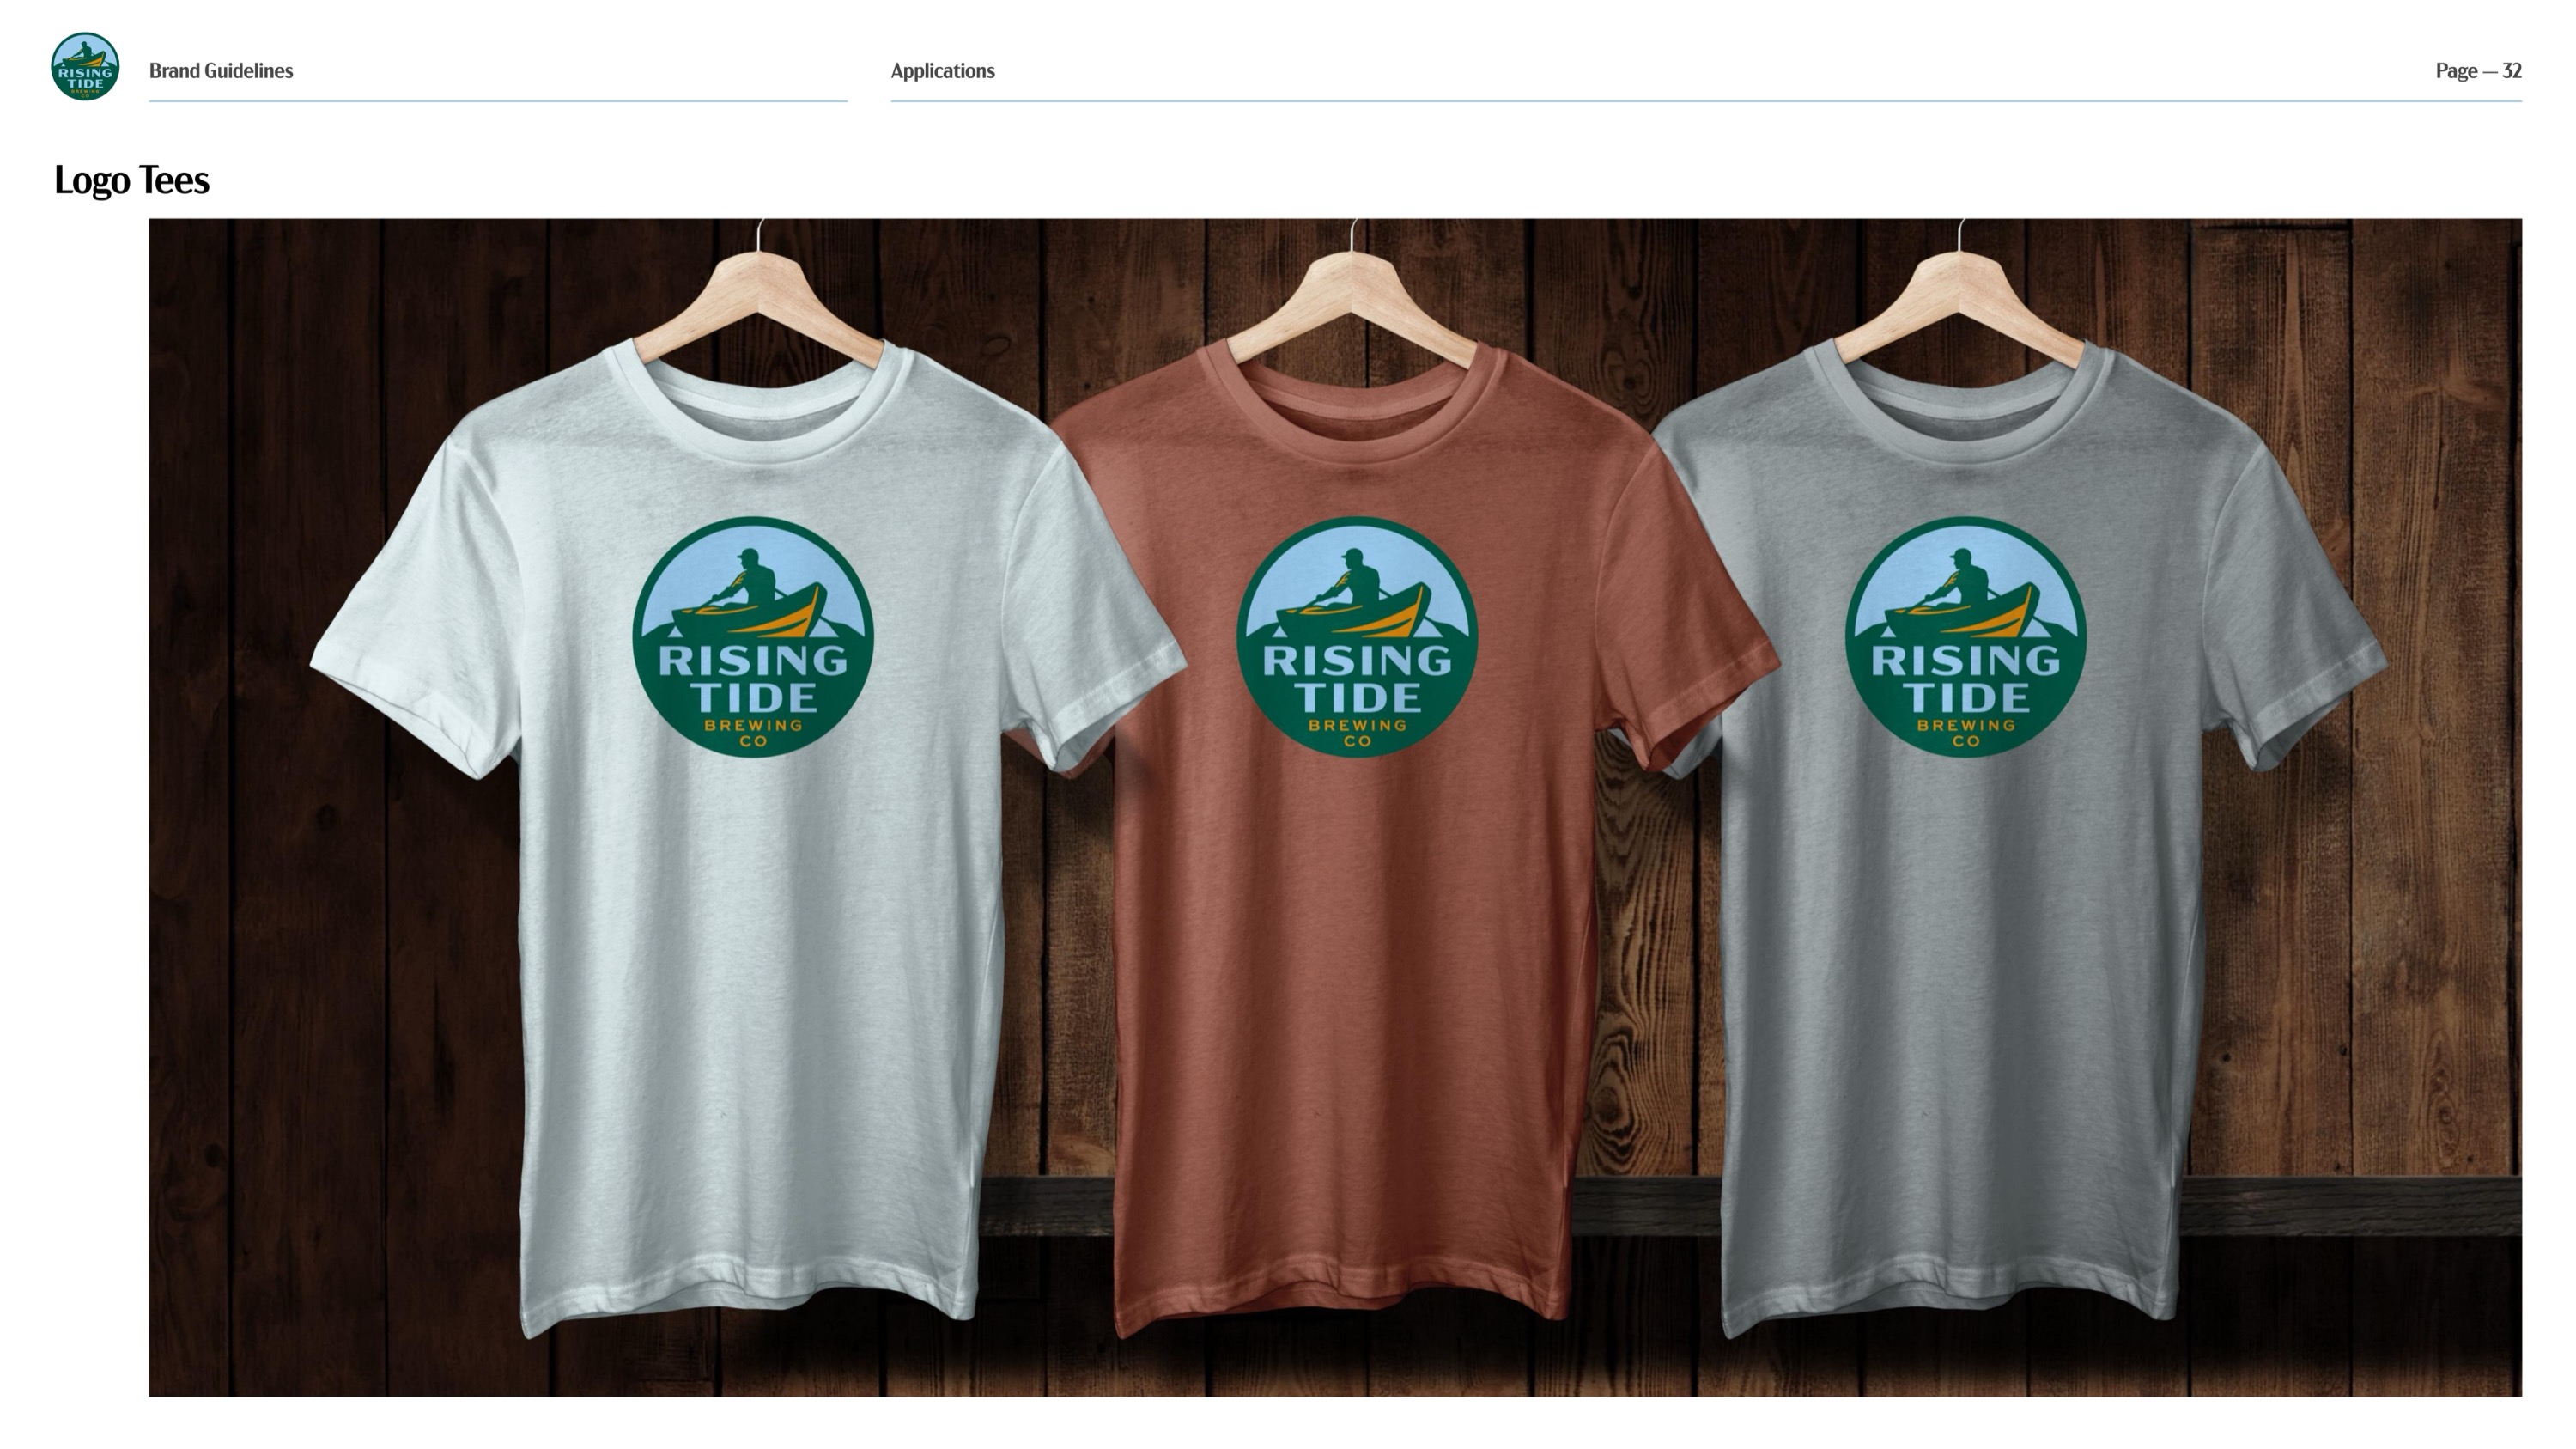 RISING
TIDE
BREWING
CO
Brand Guidelines
Applications
Page — 32
Logo Tees
RISING
TIDE
BREWING
CO
RISING
TIDE
BREWING
CO
RISING
TIDE
BREWING
CO